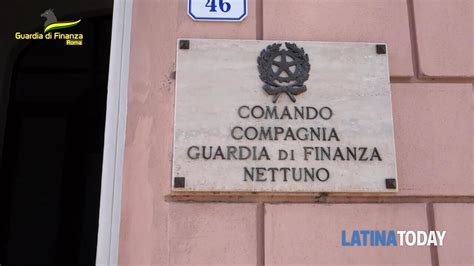 Guardia di Finanza
Roma
46
COMANDO
COMPAGNIA
GUARDIA di FINANZA
NETTUNO
LATINATODAY